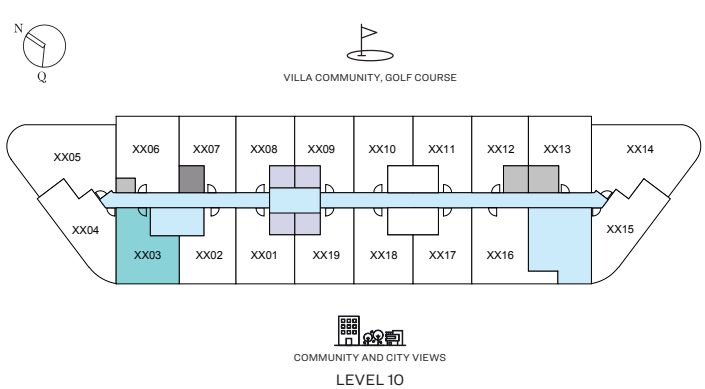 N
Q
VILLA COMMUNITY, GOLF COURSE
XX05 XX06 XX07 XX08 XX09 XX10 XX11 XX12 XX13 XX14
XX04 XX15
XX03 XX02 XX01 XX19 XX18 XX17 XX16
COMMUNITY AND CITY VIEWS
LEVEL 10